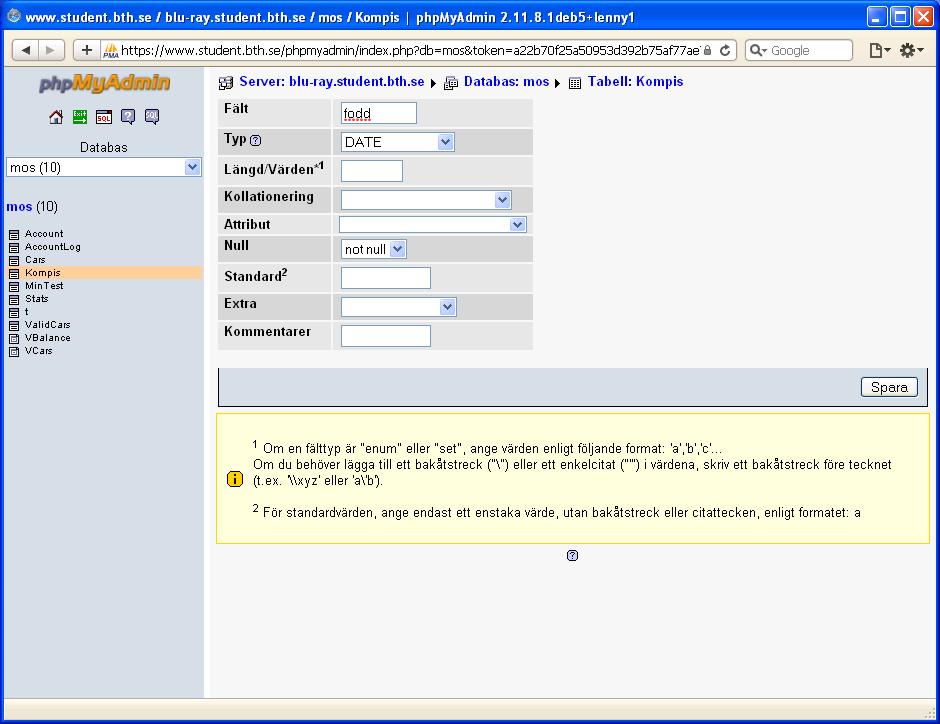 www.student.bth.se / blu-ray.student.bth.se / mos / Kompis | phpMyAdmin 2.11.8.1deb5+lenny1
https://www.student.bth.se/phpmyadmin/index.php?db=mos&token=a22b70f25a50953d392b75af77ae
Google
phpMyAdmin
Databas
mos (10)
mos (10)
Account
AccountLog
Cars
Kompis
MinTest
Stats
t
ValidCars
VBalance
VCars
Server: blu-ray.student.bth.se ▸ Databas: mos ▸ Tabell: Kompis
Fält fodd
Typ DATE
Längd/Värden*1
Kollationering
Attribut
Null not null
Standard2
Extra
Kommentarer
Spara
1 Om en fälttyp är "enum" eller "set", ange värden enligt följande format: 'a','b','c'...
Om du behöver lägga till ett bakåtstreck ("\") eller ett enkelcitat ("'") i värdena, skriv ett bakåtstreck före tecknet
(t.ex. '\\xyz' eller 'a\'b').
2 För standardvärden, ange endast ett enstaka värde, utan bakåtstreck eller citattecken, enligt formatet: a